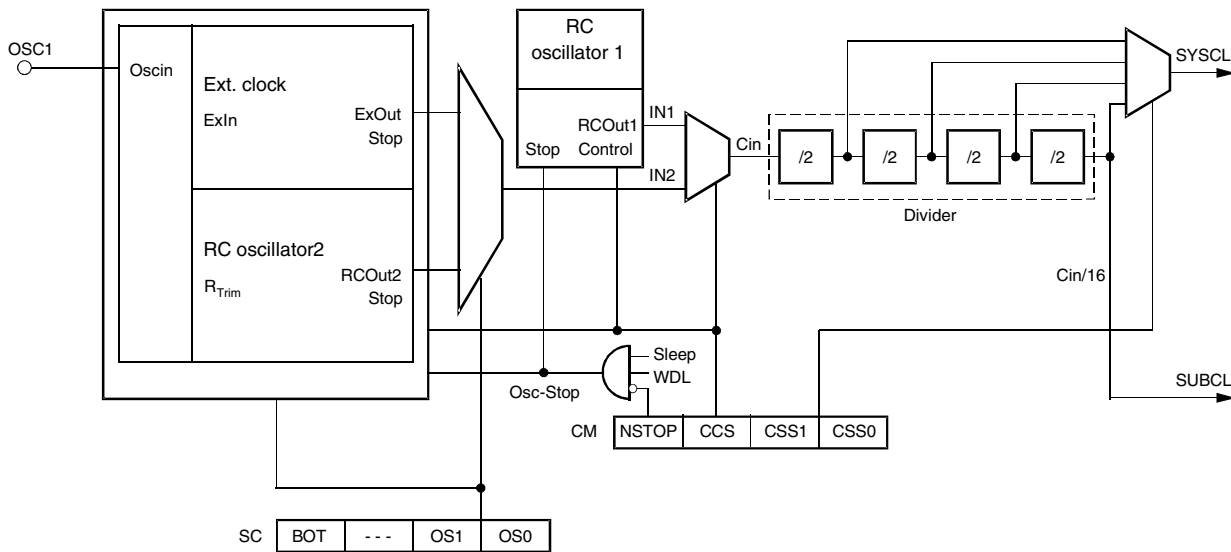 OSC1
Oscin
Ext. clock
ExIn
ExOut
Stop
RC oscillator2
RTrim
RCOut2
Stop
RC
oscillator 1
RCOut1
Stop Control
IN1
IN2
Cin
/2 /2 /2 /2
Divider
SYSCL
Cin/16
SUBCL
Sleep
WDL
Osc-Stop
CM NSTOP CCS CSS1 CSS0
SC BOT - - - OS1 OS0